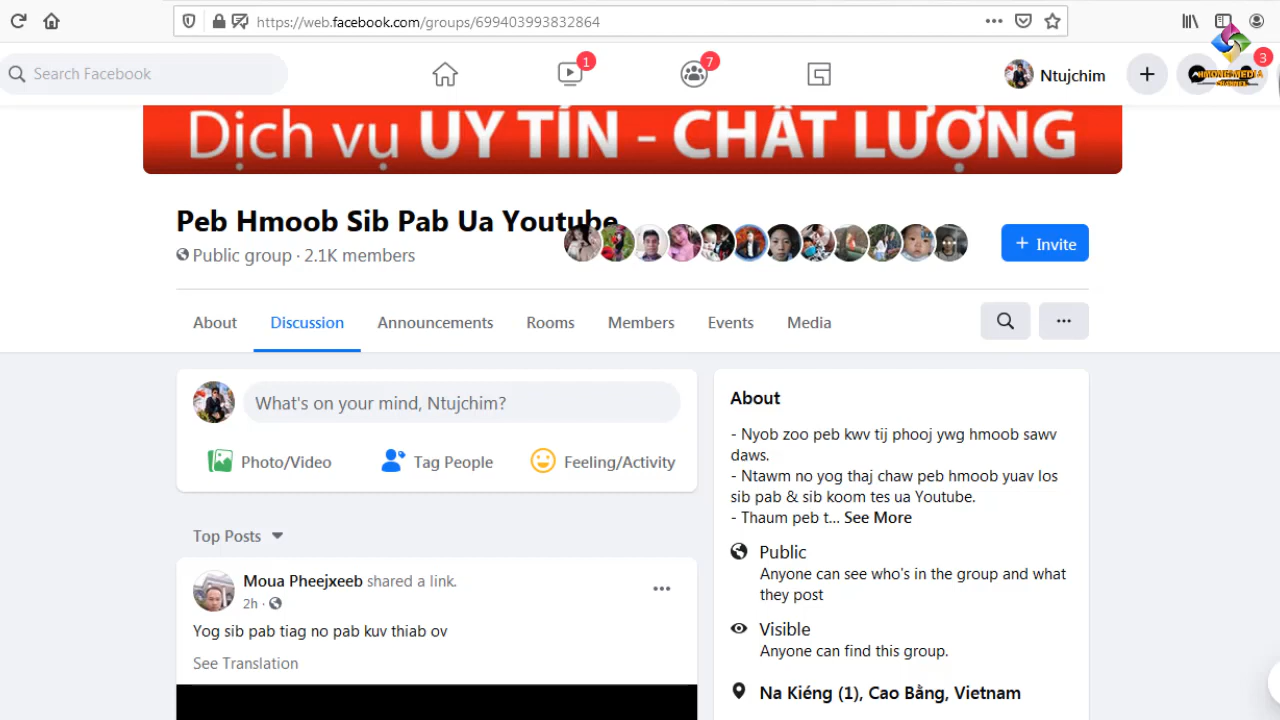 https://web.facebook.com/groups/699403993832864
Search Facebook
1
7
Ntujchim
3
HMONG MEDIA
CHANNEL
Dịch vụ UY TÍN - CHẤT LƯỢNG
Peb Hmoob Sib Pab Ua Youtube
Public group · 2.1K members
+ Invite
About
Discussion
Announcements
Rooms
Members
Events
Media
What's on your mind, Ntujchim?
Photo/Video
Tag People
Feeling/Activity
Top Posts
Moua Pheejxeeb shared a link.
2h ·
Yog sib pab tiag no pab kuv thiab ov
See Translation
About
- Nyob zoo peb kwv tij phooj ywg hmoob sawv
daws.
- Ntawm no yog thaj chaw peb hmoob yuav los
sib pab & sib koom tes ua Youtube.
- Thaum peb t... See More
Public
Anyone can see who's in the group and what
they post
Visible
Anyone can find this group.
Na Kiéng (1), Cao Bằng, Vietnam